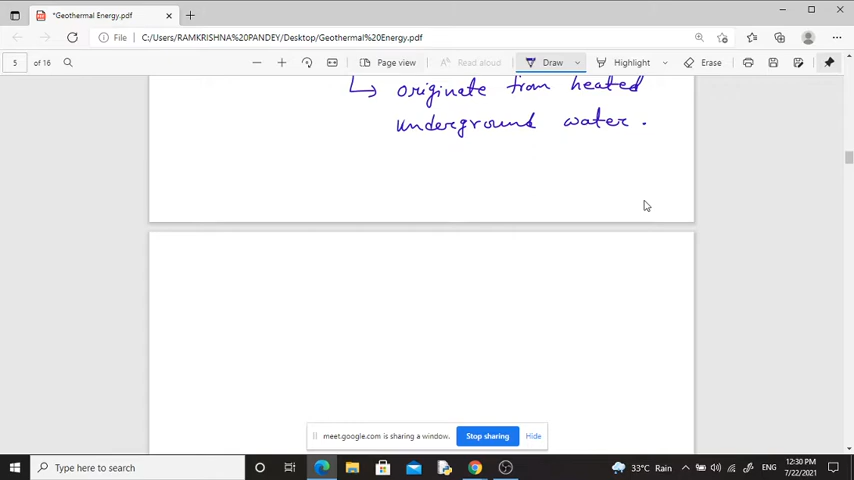 *Geothermal Energy.pdf
File
C:/Users/RAMKRISHNA%20PANDEY/Desktop/Geothermal%20Energy.pdf
5 of 16
Page view
Read aloud
Draw
Highlight
Erase
originate from heated
underground water.
meet.google.com is sharing a window.
Stop sharing
Hide
Type here to search
33°C Rain
ENG
12:30 PM
7/22/2021